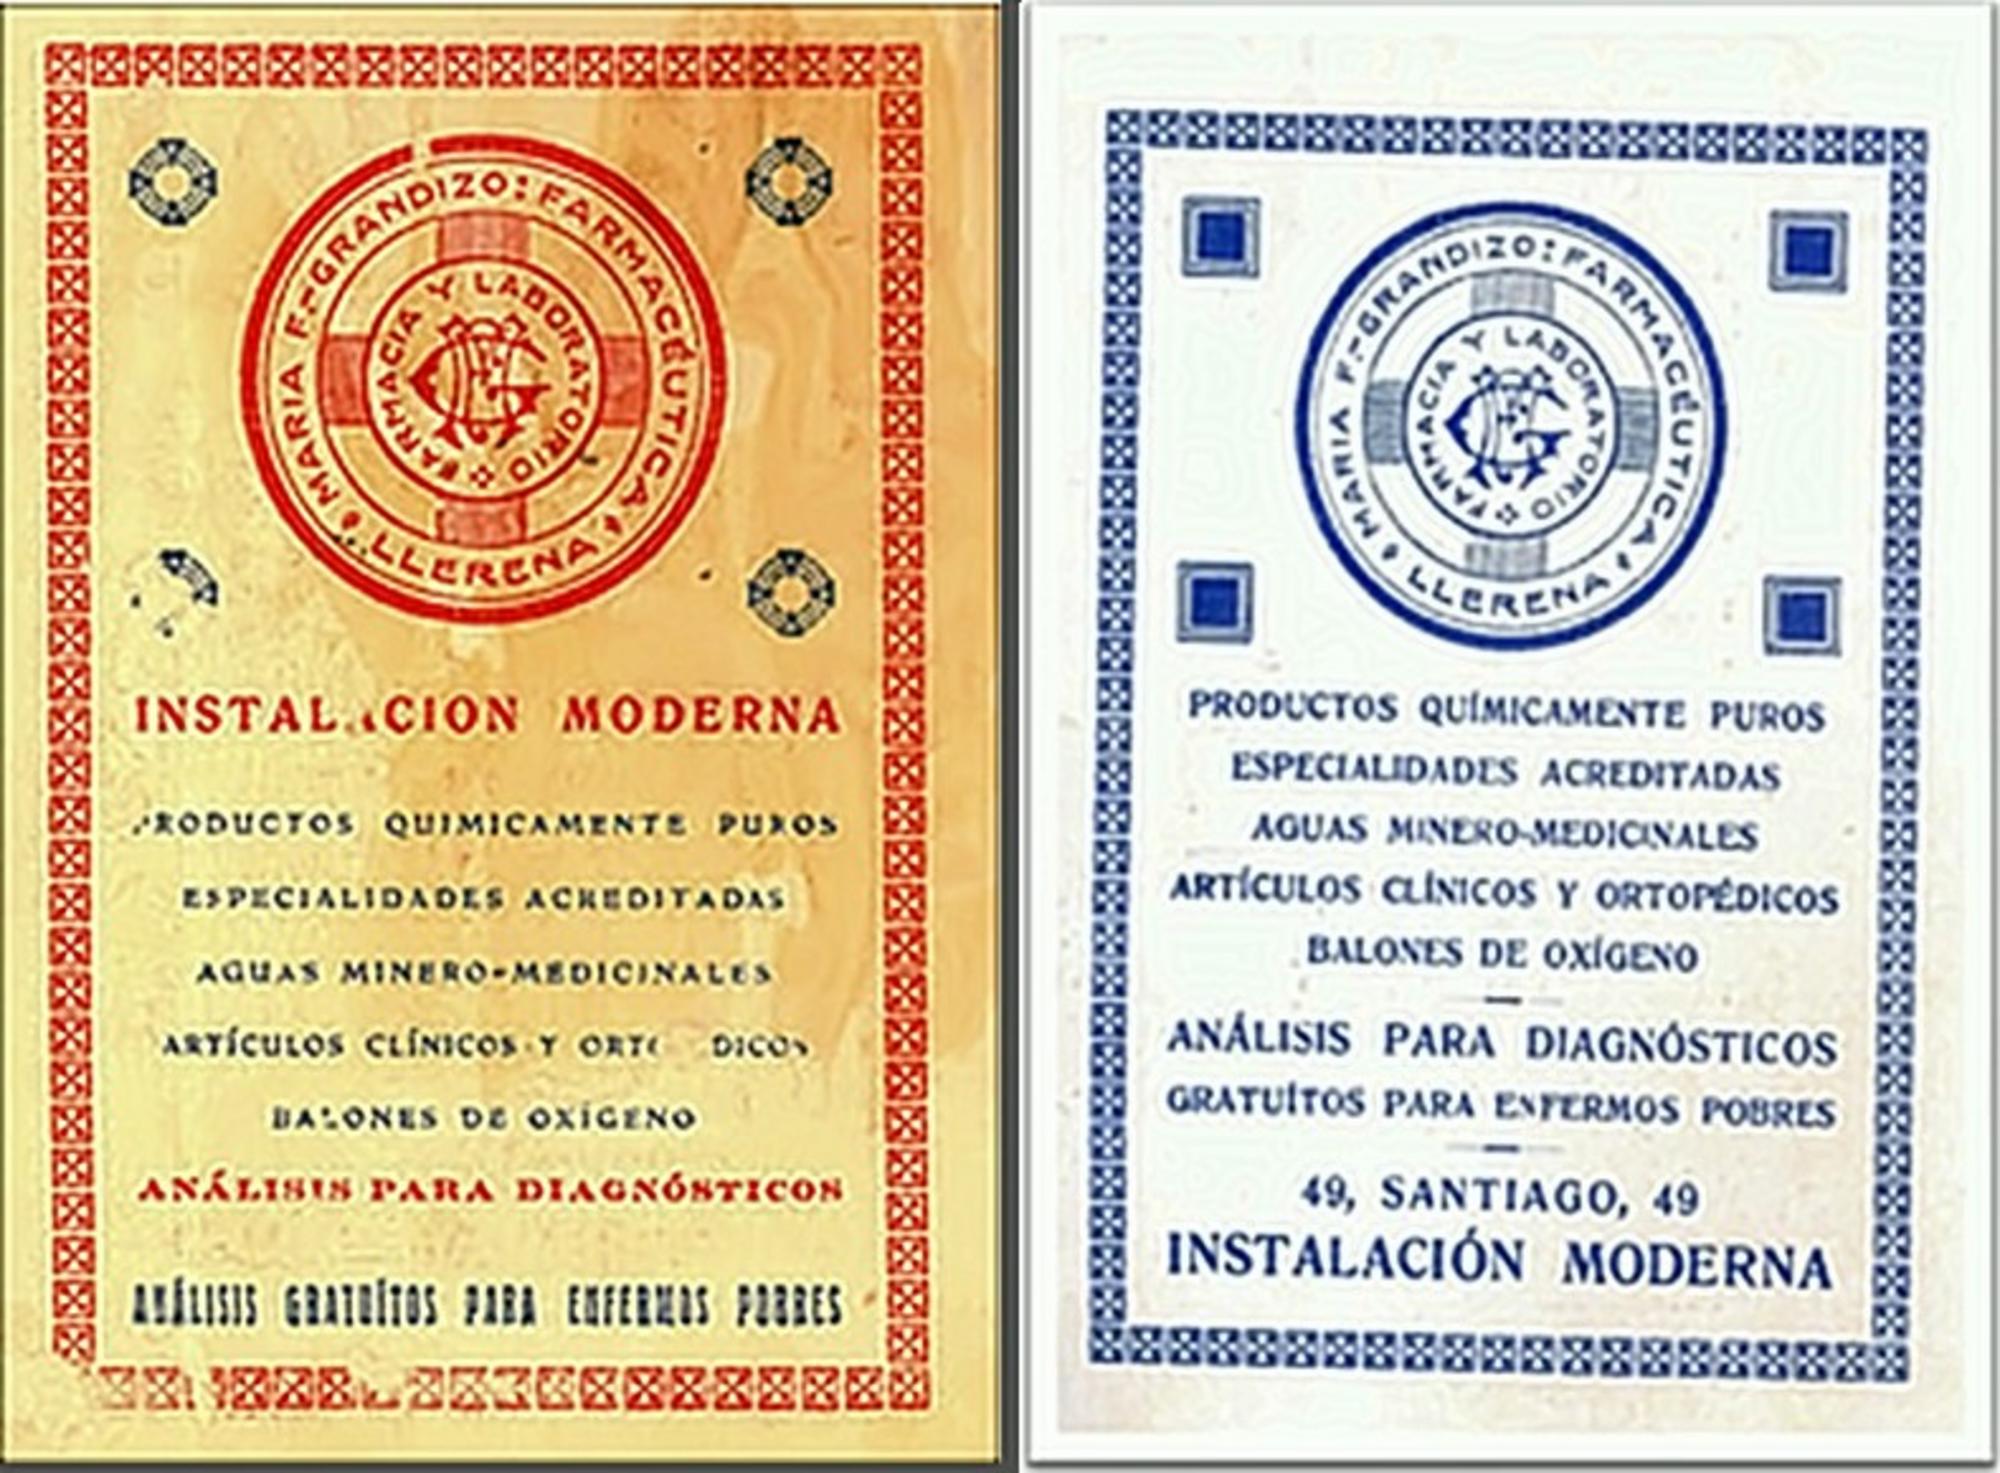 MARIA F.-GRANDIZO: FARMACÉUTICA
LLERENA
FARMACIA Y LABORATORIO
INSTAL CION MODERNA
RODUCTOS QUIMICAMENTE PUROS
ESPECIALIDADES ACREDITADAS
AGUAS MINERO-MEDICINALES
ARTÍCULOS CLÍNICOS Y ORT DICOS
BALONES DE OXÍGENO
ANÁLISIS PARA DIAGNÓSTICOS
ANÁLISIS GRATUÍTOS PARA ENFERMOS POBRES
MARIA F.-GRANDIZO: FARMACÉUTICA
LLERENA
FARMACIA Y LABORATORIO
PRODUCTOS QUÍMICAMENTE PUROS
ESPECIALIDADES ACREDITADAS
AGUAS MINERO-MEDICINALES
ARTÍCULOS CLÍNICOS Y ORTOPÉDICOS
BALONES DE OXÍGENO
ANÁLISIS PARA DIAGNÓSTICOS
GRATUÍTOS PARA ENFERMOS POBRES
49, SANTIAGO, 49
INSTALACIÓN MODERNA